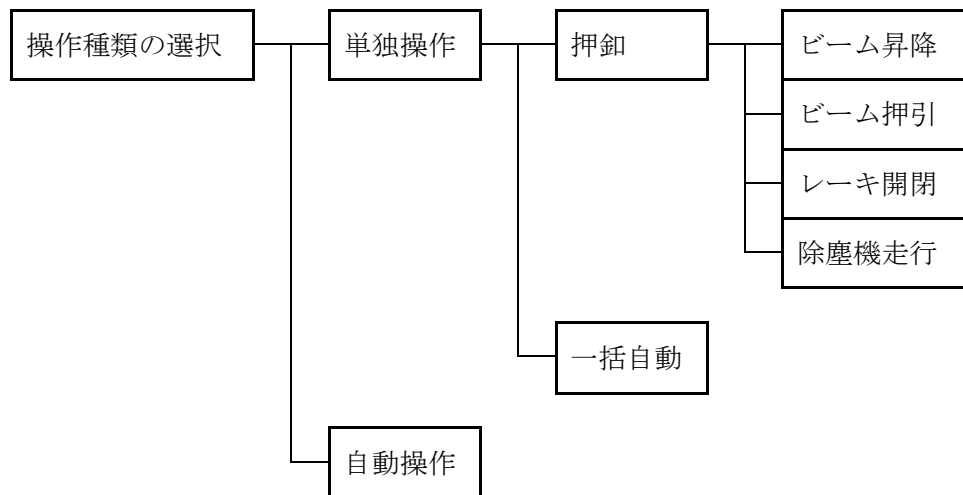 操作種類の選択
単独操作
押釦
ビーム昇降
ビーム押引
レーキ開閉
除塵機走行
一括自動
自動操作